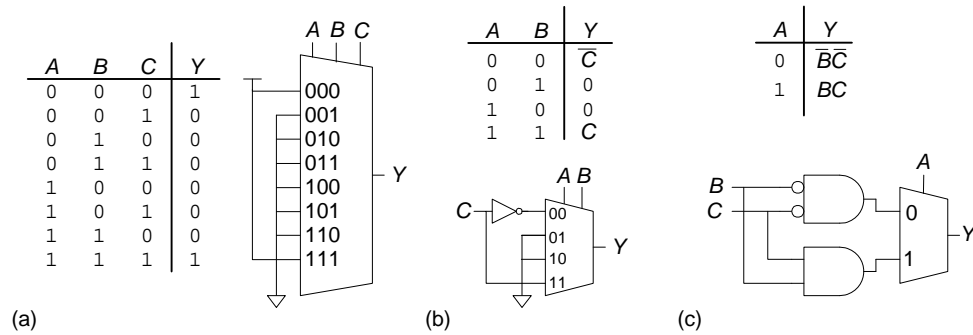 A B C Y
0 0 0 1
0 0 1 0
0 1 0 0
0 1 1 0
1 0 0 0
1 0 1 0
1 1 0 0
1 1 1 1
A B C
000
001
010
011
100
101
110
111
Y
(a)
A B Y
0 0 C̅
0 1 0
1 0 0
1 1 C
A B
C
00
01
10
11
Y
(b)
A Y
0 B̅C̅
1 BC
A
B
C
0
1
Y
(c)